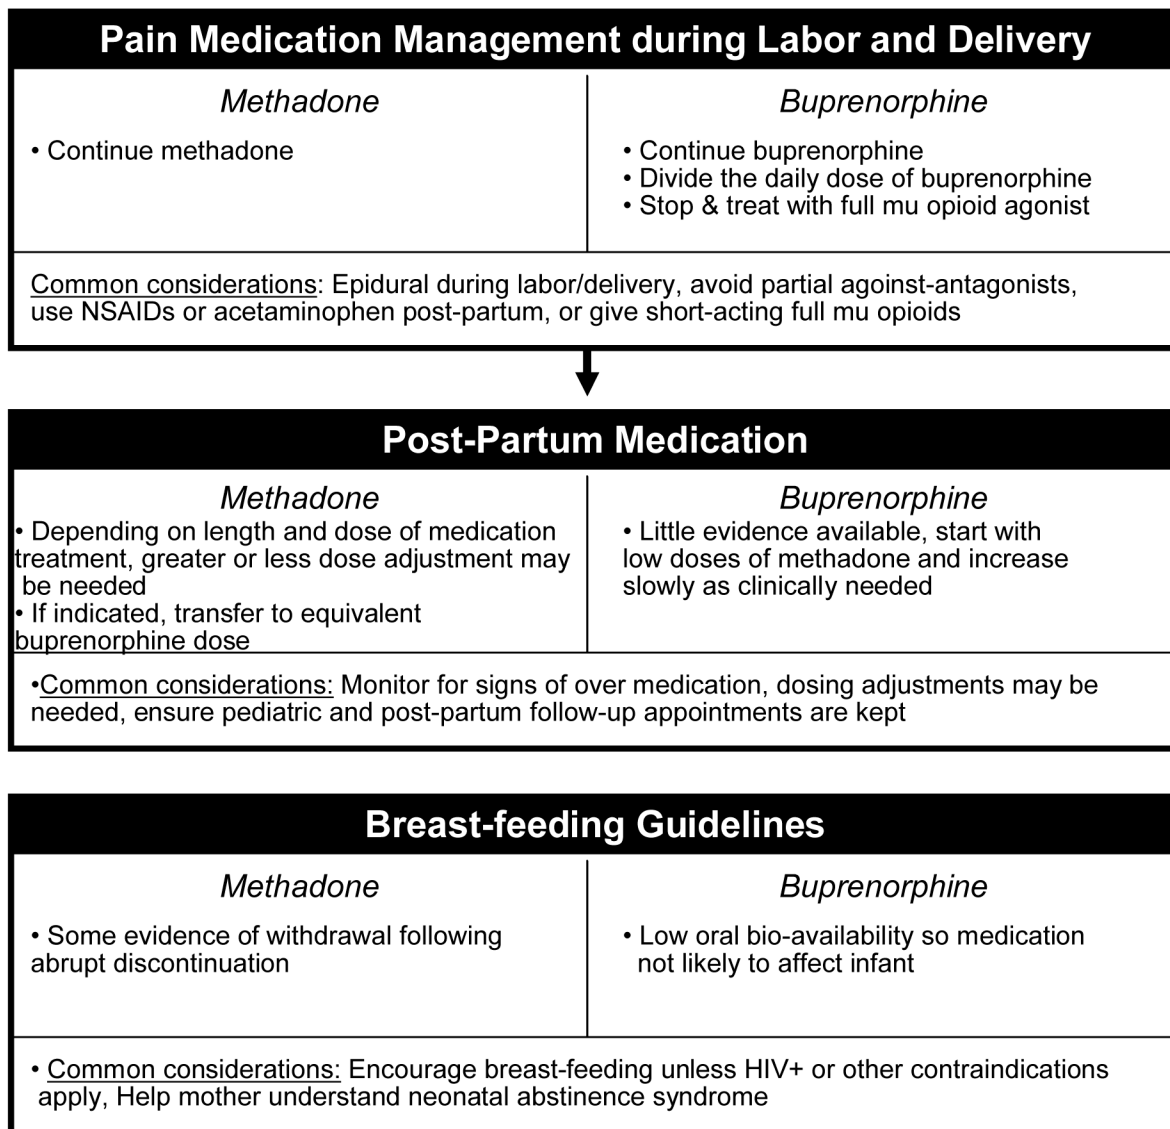 Pain Medication Management during Labor and Delivery
Methadone
• Continue methadone
Buprenorphine
• Continue buprenorphine
• Divide the daily dose of buprenorphine
• Stop & treat with full mu opioid agonist
Common considerations: Epidural during labor/delivery, avoid partial against-antagonists,
use NSAIDs or acetaminophen post-partum, or give short-acting full mu opioids
Post-Partum Medication
Methadone
• Depending on length and dose of medication
treatment, greater or less dose adjustment may
be needed
• If indicated, transfer to equivalent
buprenorphine dose
Buprenorphine
• Little evidence available, start with
low doses of methadone and increase
slowly as clinically needed
•Common considerations: Monitor for signs of over medication, dosing adjustments may be
needed, ensure pediatric and post-partum follow-up appointments are kept
Breast-feeding Guidelines
Methadone
• Some evidence of withdrawal following
abrupt discontinuation
Buprenorphine
• Low oral bio-availability so medication
not likely to affect infant
• Common considerations: Encourage breast-feeding unless HIV+ or other contraindications
apply, Help mother understand neonatal abstinence syndrome